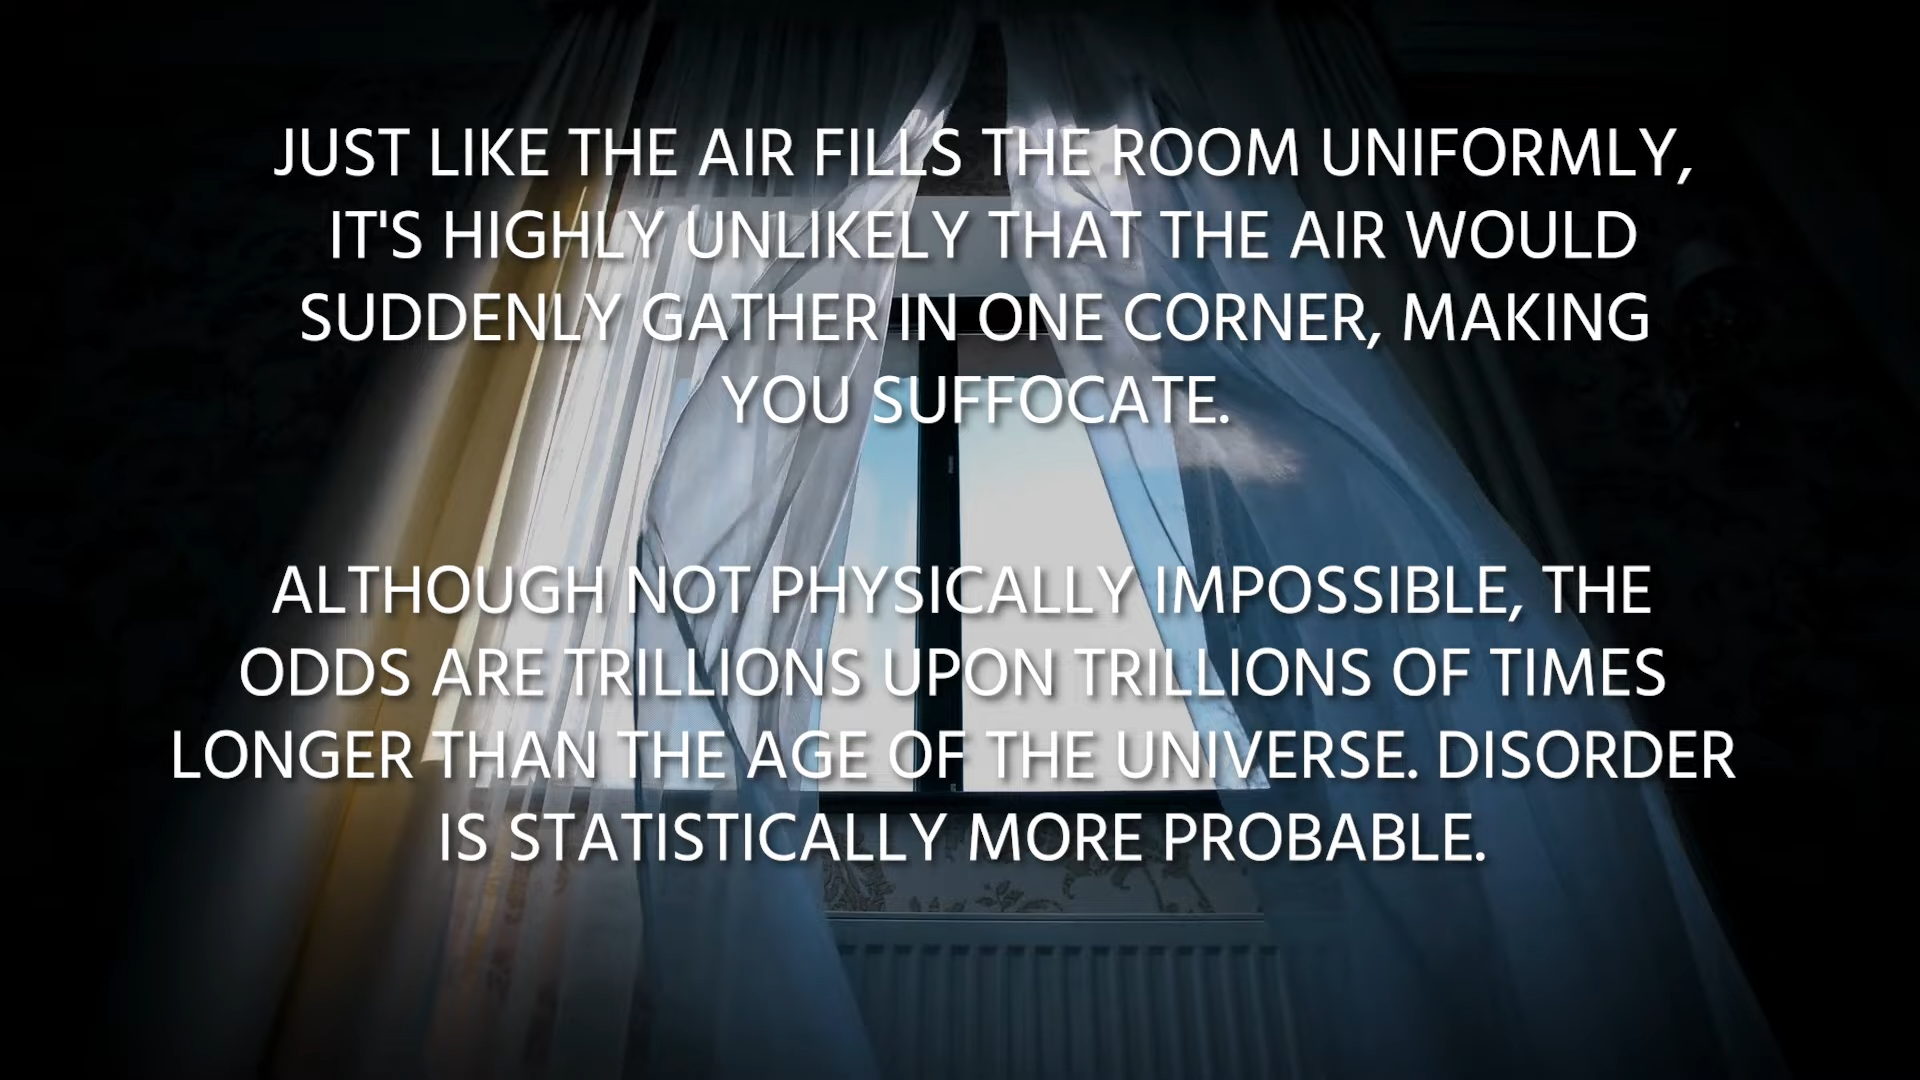 JUST LIKE THE AIR FILLS THE ROOM UNIFORMLY,
IT'S HIGHLY UNLIKELY THAT THE AIR WOULD
SUDDENLY GATHER IN ONE CORNER, MAKING
YOU SUFFOCATE.
ALTHOUGH NOT PHYSICALLY IMPOSSIBLE, THE
ODDS ARE TRILLIONS UPON TRILLIONS OF TIMES
LONGER THAN THE AGE OF THE UNIVERSE. DISORDER
IS STATISTICALLY MORE PROBABLE.